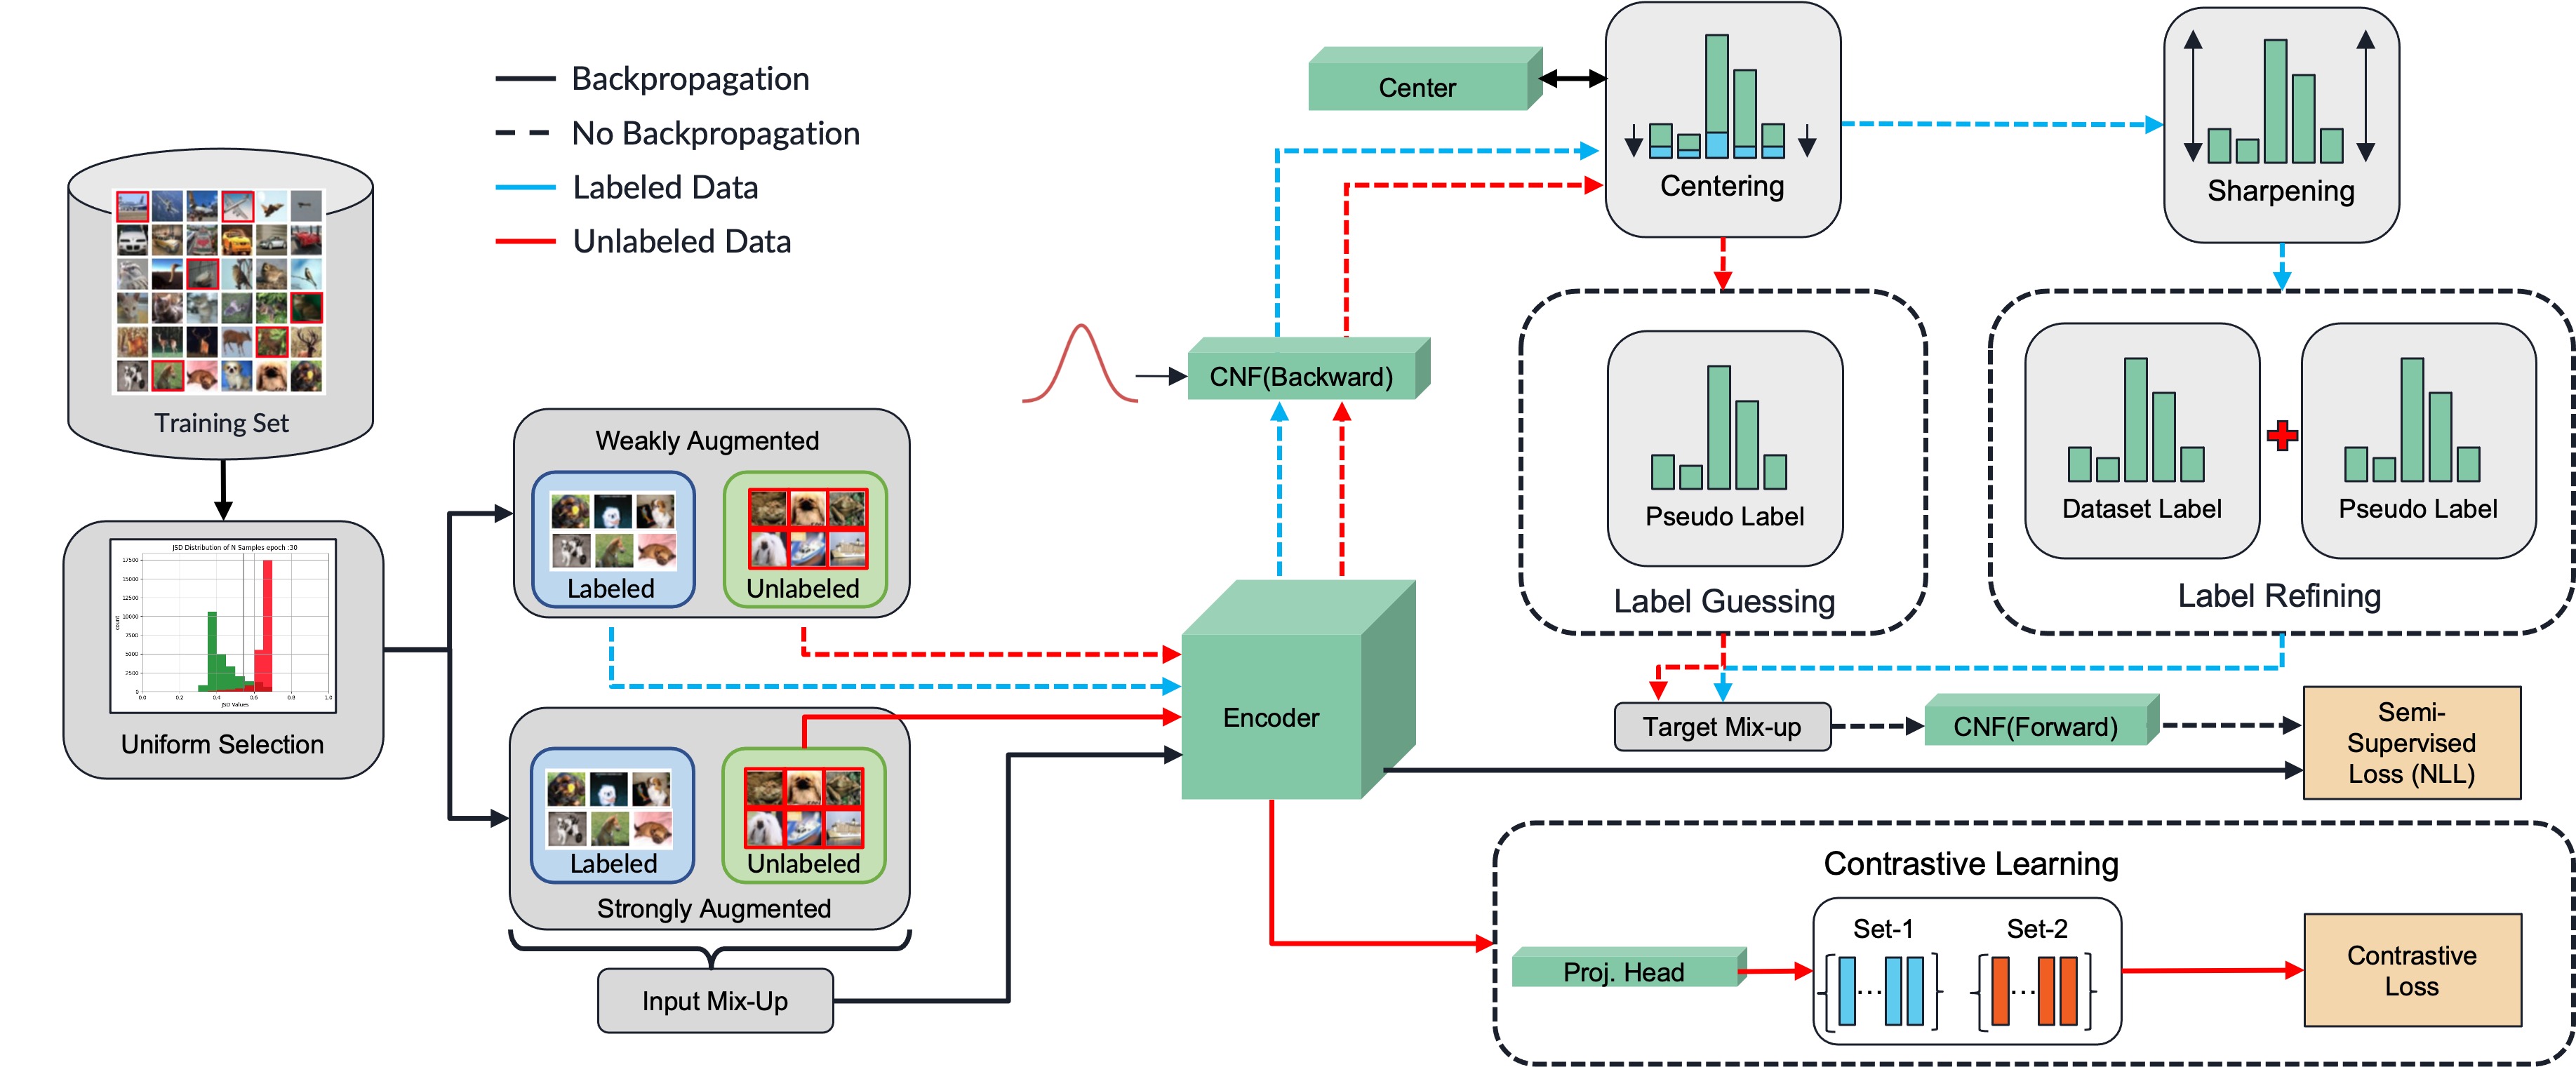 Backpropagation
No Backpropagation
Labeled Data
Unlabeled Data
Training Set
JSD Distribution of N Samples epoch :30
count
17500
15000
12500
10000
7500
5000
2500
0
0.0 0.2 0.4 0.6 0.8 1.0
JSD Values
Uniform Selection
Weakly Augmented
Labeled
Unlabeled
Labeled
Unlabeled
Strongly Augmented
Input Mix-Up
Center
Centering
Sharpening
CNF(Backward)
Encoder
Pseudo Label
Label Guessing
Dataset Label
Pseudo Label
Label Refining
Target Mix-up
CNF(Forward)
Semi-
Supervised
Loss (NLL)
Contrastive Learning
Proj. Head
Set-1
Set-2
...
...
Contrastive
Loss